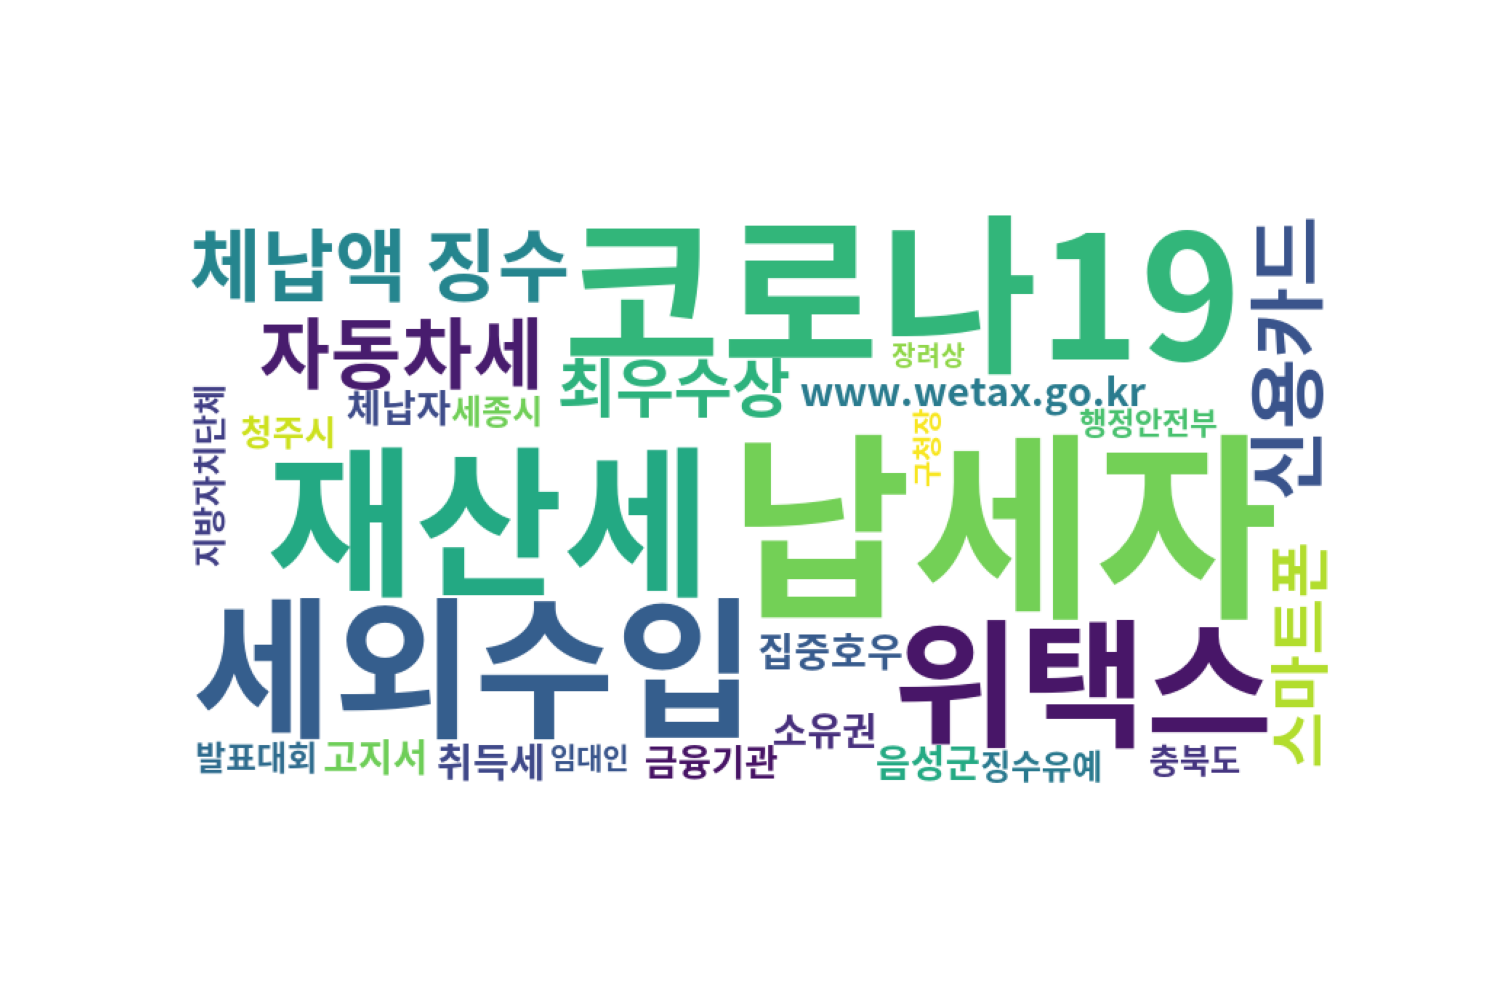 체납액 징수
코로나19
신용카드
자동차세
장려상
최우수상
www.wetax.go.kr
지방자치단체
체납자
세종시
청주시
구청장
행정안전부
재산세
납세자
스마트폰
세외수입
집중호우
위택스
소유권
발표대회
고지서
취득세
임대인
금융기관
음성군
징수유예
충북도